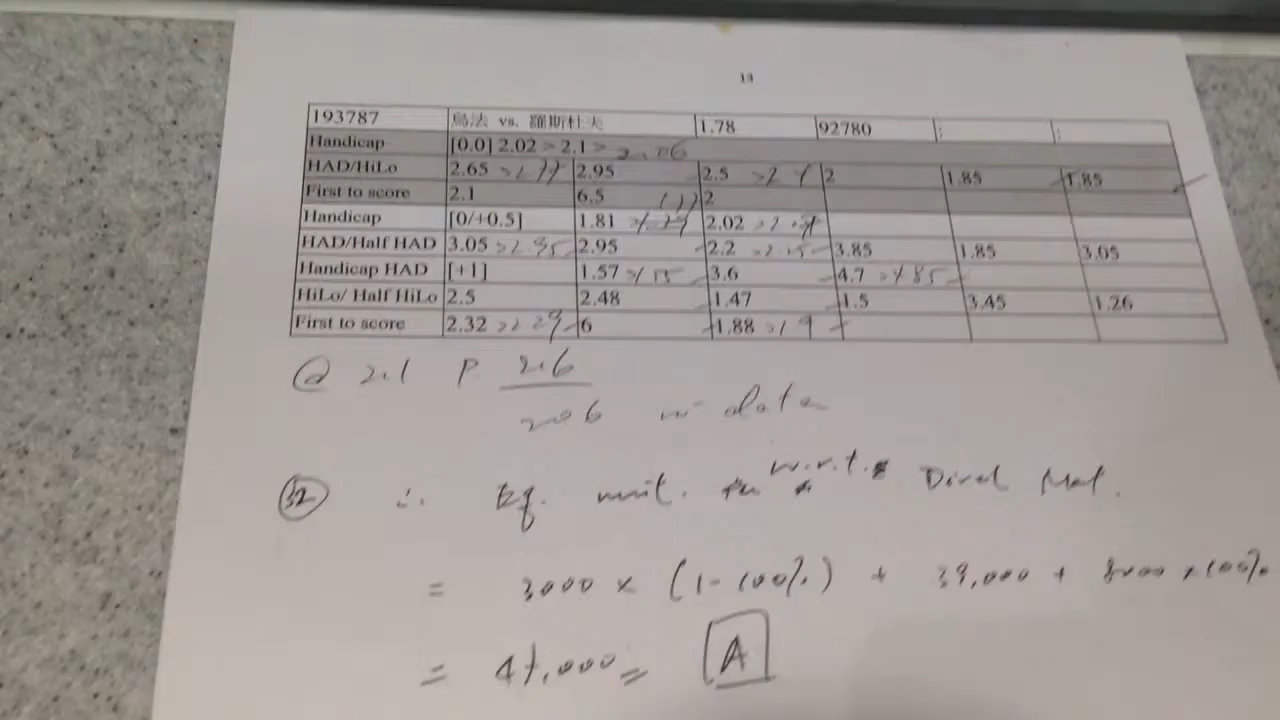 13
193787 烏法 vs. 羅斯杜夫 1.78 92780 ; ;
Handicap [0.0] 2.02 > 2.1 > 2.06
HAD/HiLo 2.65 2.95 2.5 2 1.85 1.85
First to score 2.1 6.5 2
Handicap [0/+0.5] 1.81 2.02
HAD/Half HAD 3.05 2.95 2.2 3.85 1.85 3.05
Handicap HAD [+1] 1.57 3.6 4.7
HiLo/ Half HiLo 2.5 2.48 1.47 1.5 3.45 1.26
First to score 2.32 6 1.88
@ 2.1 P 2.6
206 data
32 ∴ Eq. unit. w.r.t. Direct Mat.
= 3000 × (1-100%) + 39,000 + 8000 × 100%
= 47,000 A